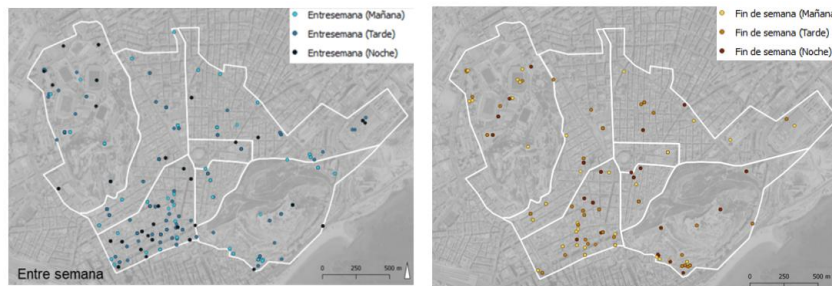 Entresemana (Mañana)
Entresemana (Tarde)
Entresemana (Noche)
Entre semana
0 250 500 m
Fin de semana (Mañana)
Fin de semana (Tarde)
Fin de semana (Noche)
0 250 500 m